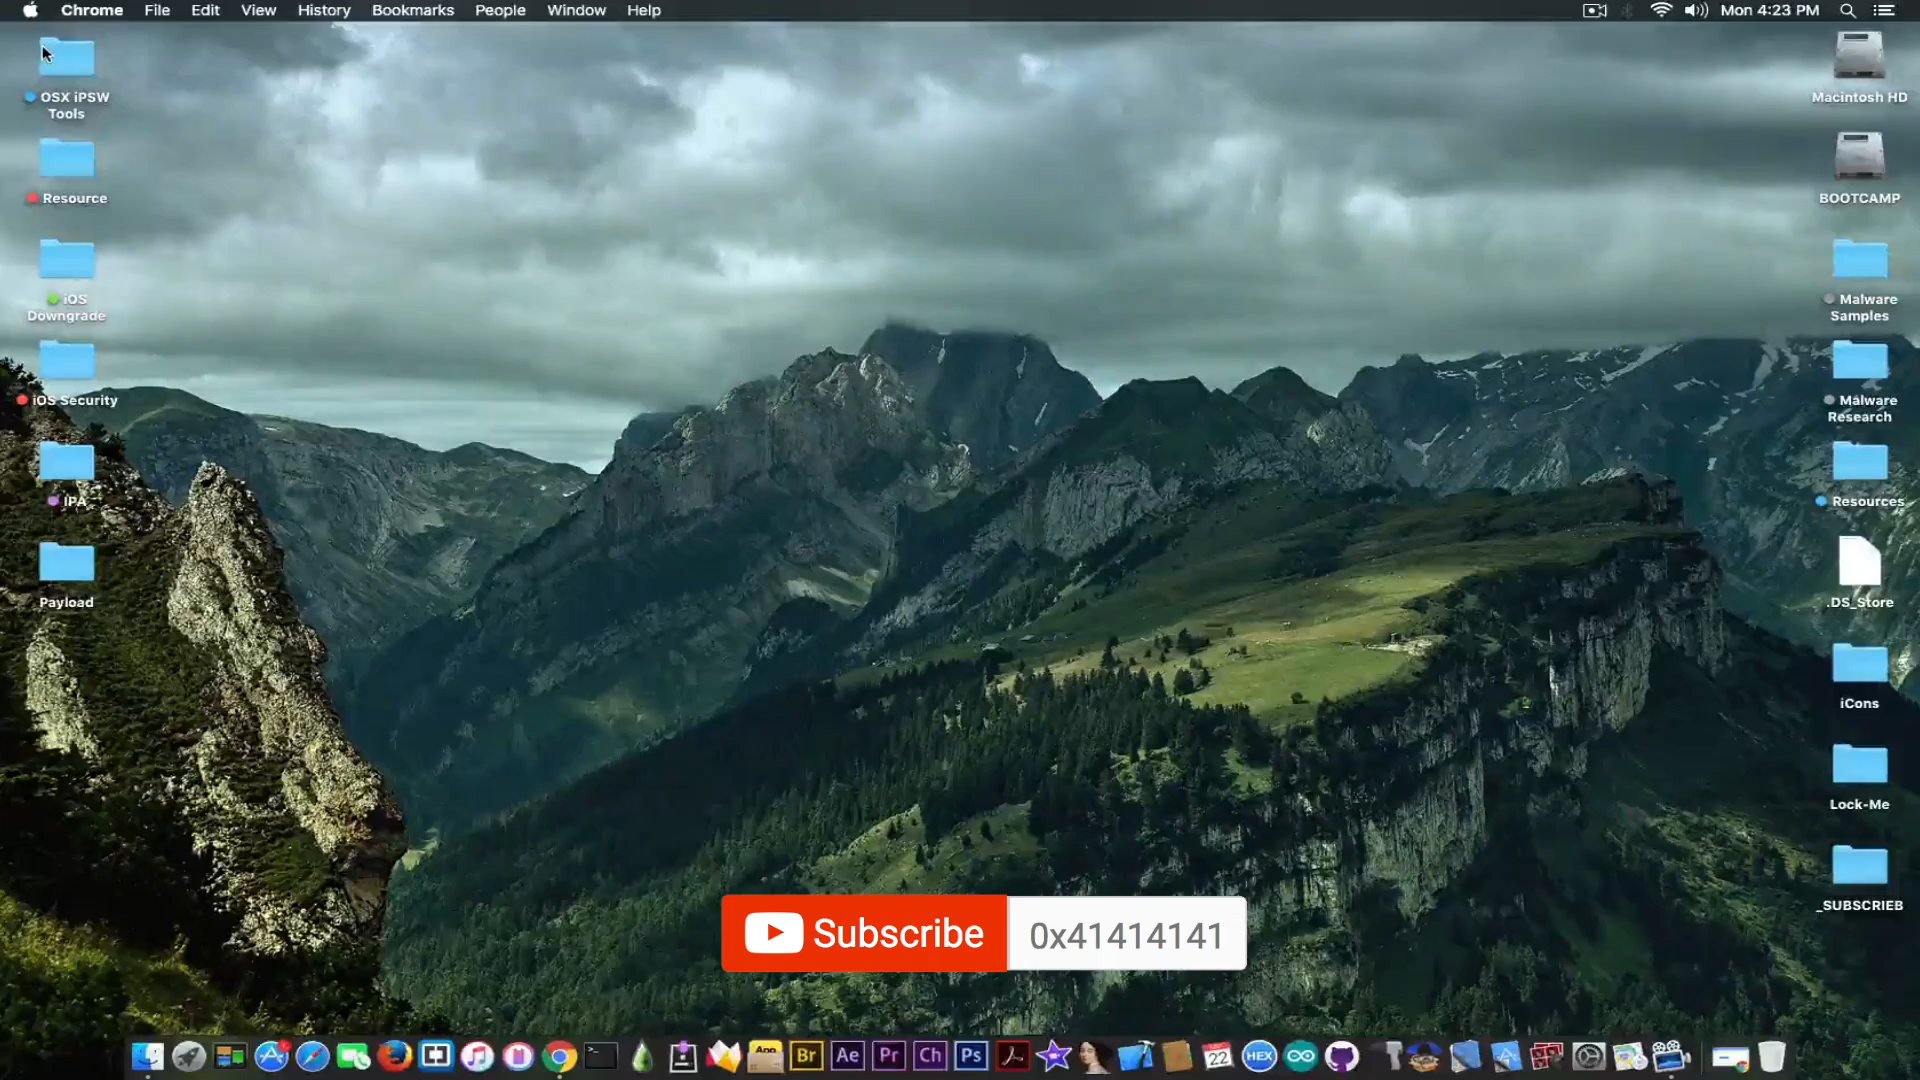 Chrome File Edit View History Bookmarks People Window Help
Mon 4:23 PM
OSX iPSW
Tools
Resource
iOS
Downgrade
iOS Security
IPA
Payload
Macintosh HD
BOOTCAMP
Malware
Samples
Malware
Research
Resources
.DS_Store
iCons
Lock-Me
_SUBSCRIEB
Subscribe 0x41414141
App Br Ae Pr Ch Ps 22 HEX